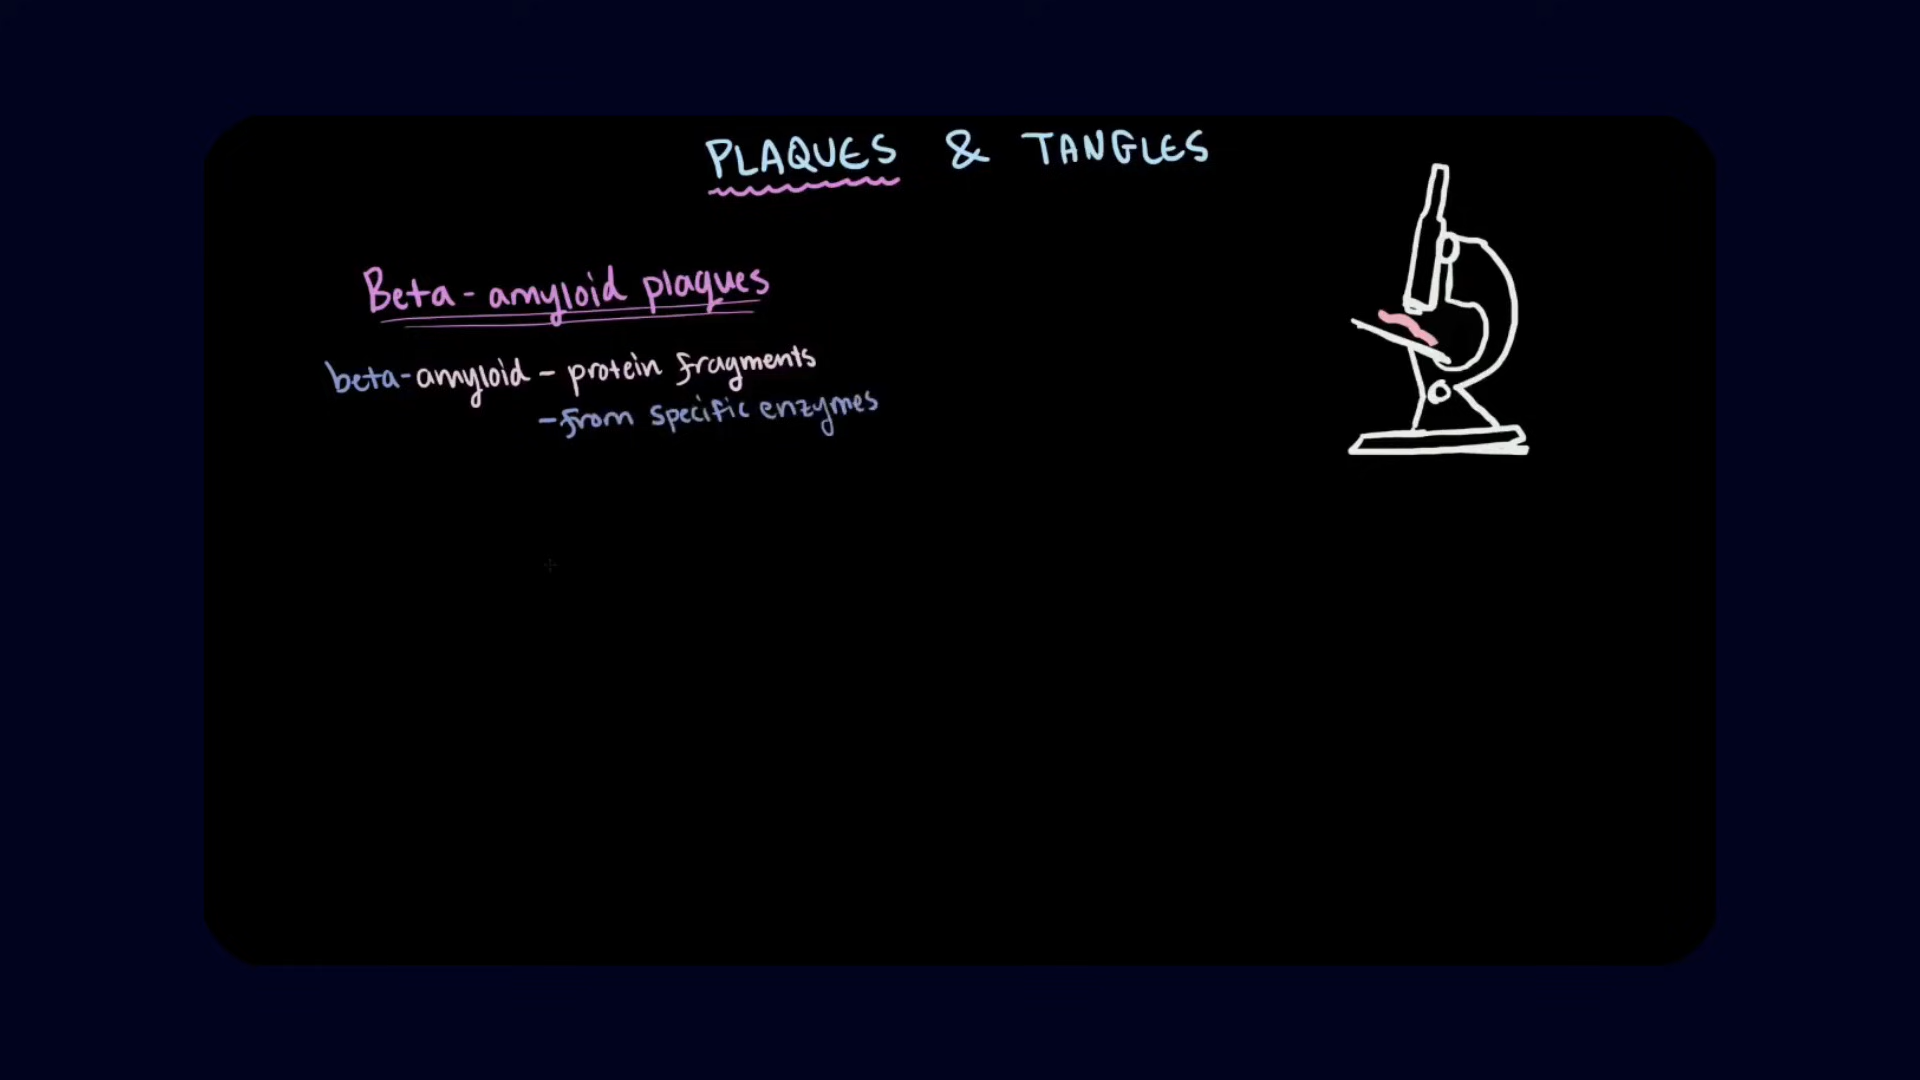 PLAQUES & TANGLES
Beta-amyloid plaques
beta-amyloid - protein fragments
- from specific enzymes